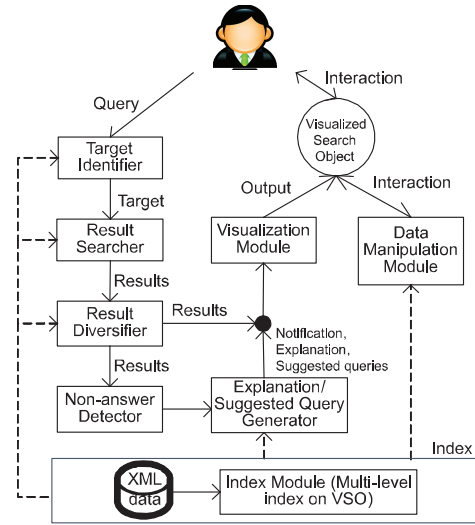 Interaction
Query
Visualized
Search
Object
Target
Identifier
Output
Interaction
Target
Result
Searcher
Visualization
Module
Data
Manipulation
Module
Results
Result
Diversifier
Results
Results
Notification,
Explanation,
Suggested queries
Non-answer
Detector
Explanation/
Suggested Query
Generator
Index
XML
data
Index Module (Multi-level
index on VSO)